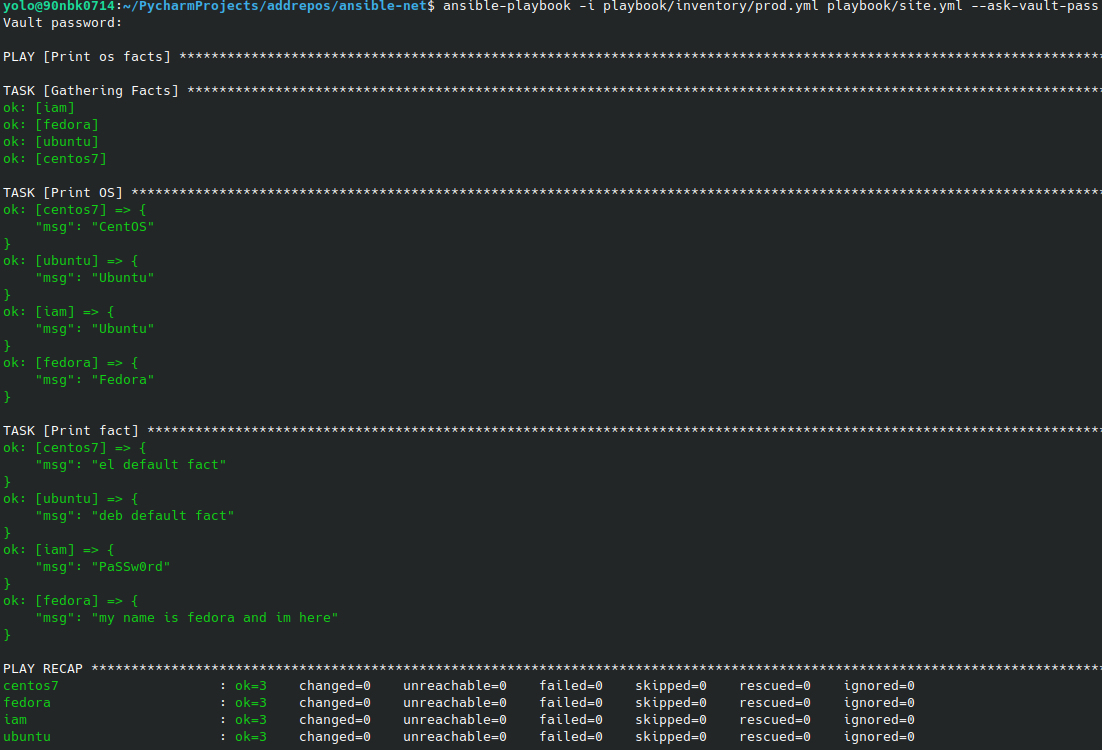 yolo@90nbk0714:~/PycharmProjects/addrepos/ansible-net$ ansible-playbook -i playbook/inventory/prod.yml playbook/site.yml --ask-vault-pass
Vault password:
PLAY [Print os facts] ********************************************************************************************************************
TASK [Gathering Facts] *******************************************************************************************************************
ok: [iam]
ok: [fedora]
ok: [ubuntu]
ok: [centos7]
TASK [Print OS] **************************************************************************************************************************
ok: [centos7] => {
    "msg": "CentOS"
}
ok: [ubuntu] => {
    "msg": "Ubuntu"
}
ok: [iam] => {
    "msg": "Ubuntu"
}
ok: [fedora] => {
    "msg": "Fedora"
}
TASK [Print fact] ************************************************************************************************************************
ok: [centos7] => {
    "msg": "el default fact"
}
ok: [ubuntu] => {
    "msg": "deb default fact"
}
ok: [iam] => {
    "msg": "PaSSw0rd"
}
ok: [fedora] => {
    "msg": "my name is fedora and im here"
}
PLAY RECAP *******************************************************************************************************************************
centos7                    : ok=3    changed=0    unreachable=0    failed=0    skipped=0    rescued=0    ignored=0
fedora                     : ok=3    changed=0    unreachable=0    failed=0    skipped=0    rescued=0    ignored=0
iam                        : ok=3    changed=0    unreachable=0    failed=0    skipped=0    rescued=0    ignored=0
ubuntu                     : ok=3    changed=0    unreachable=0    failed=0    skipped=0    rescued=0    ignored=0